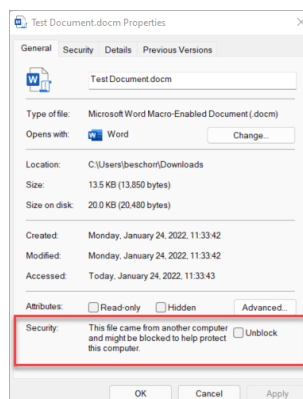 Test Document.docm Properties
General Security Details Previous Versions
Test Document.docm
Type of file: Microsoft Word Macro-Enabled Document (.docm)
Opens with: Word Change...
Location: C:\Users\beschorr\Downloads
Size: 13.5 KB (13,850 bytes)
Size on disk: 20.0 KB (20,480 bytes)
Created: Monday, January 24, 2022, 11:33:42
Modified: Monday, January 24, 2022, 11:33:42
Accessed: Today, January 24, 2022, 11:33:43
Attributes: Read-only Hidden Advanced...
Security: This file came from another computer
and might be blocked to help protect
this computer.
Unblock
OK Cancel Apply